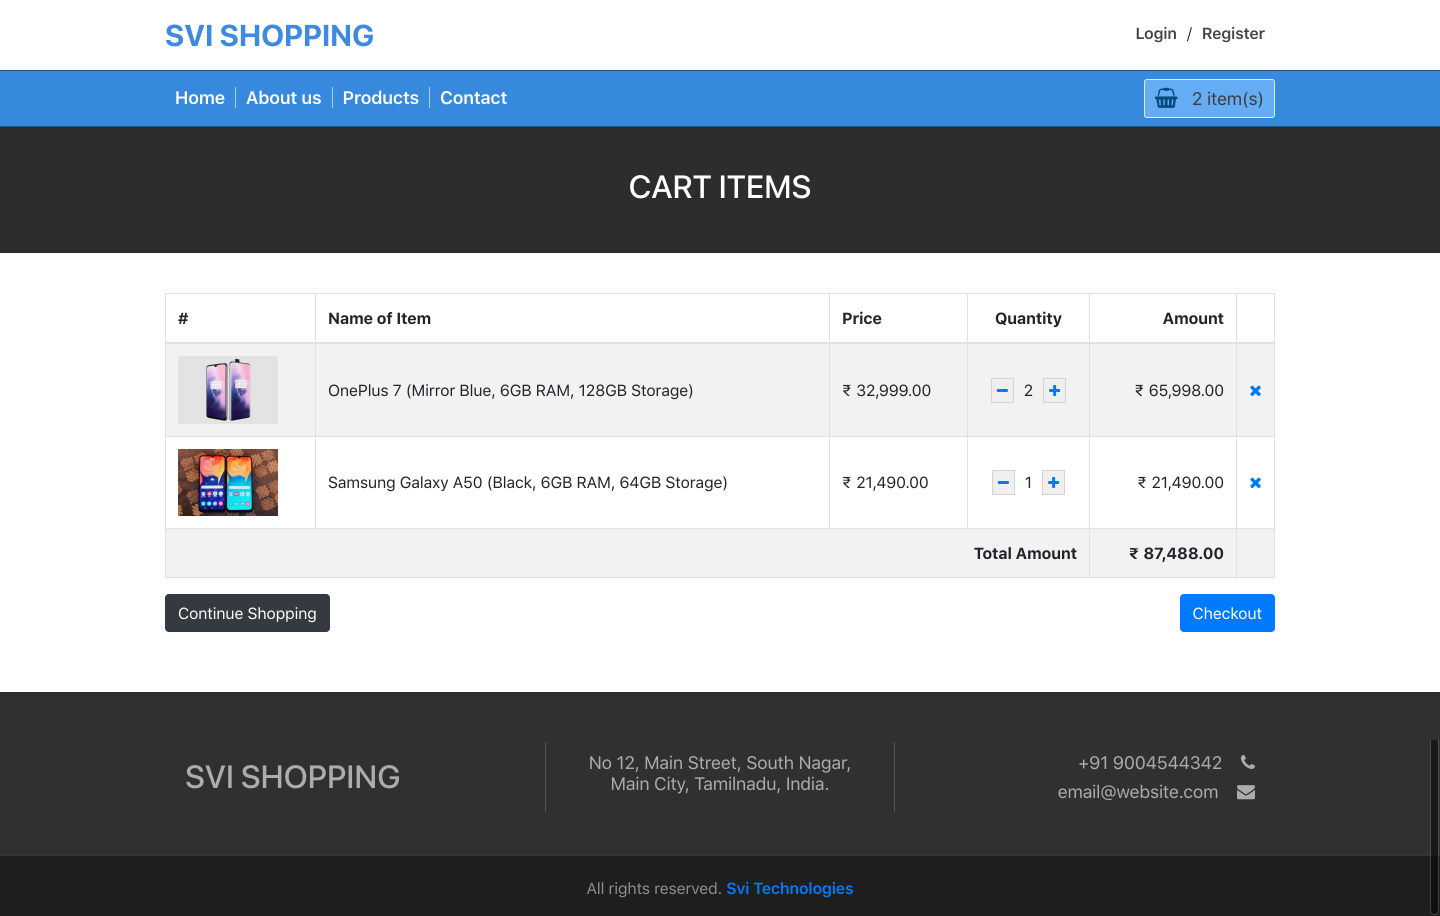 SVI SHOPPING
Login / Register
Home
About us
Products
Contact
2 item(s)
CART ITEMS
# Name of Item Price Quantity Amount
OnePlus 7 (Mirror Blue, 6GB RAM, 128GB Storage) ₹ 32,999.00 2 ₹ 65,998.00
Samsung Galaxy A50 (Black, 6GB RAM, 64GB Storage) ₹ 21,490.00 1 ₹ 21,490.00
Total Amount ₹ 87,488.00
Continue Shopping
Checkout
SVI SHOPPING
No 12, Main Street, South Nagar,
Main City, Tamilnadu, India.
+91 9004544342
email@website.com
All rights reserved. Svi Technologies